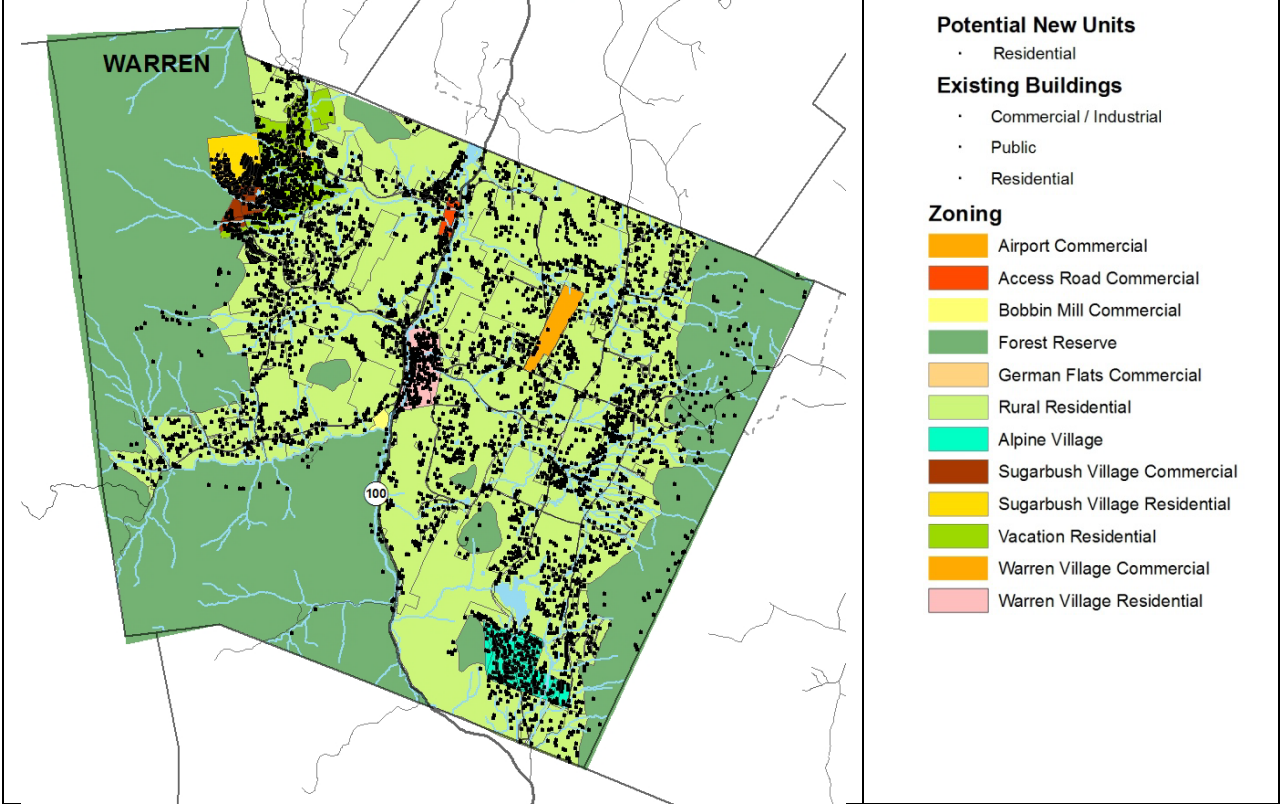 WARREN
100
Potential New Units
Residential
Existing Buildings
Commercial / Industrial
Public
Residential
Zoning
Airport Commercial
Access Road Commercial
Bobbin Mill Commercial
Forest Reserve
German Flats Commercial
Rural Residential
Alpine Village
Sugarbush Village Commercial
Sugarbush Village Residential
Vacation Residential
Warren Village Commercial
Warren Village Residential